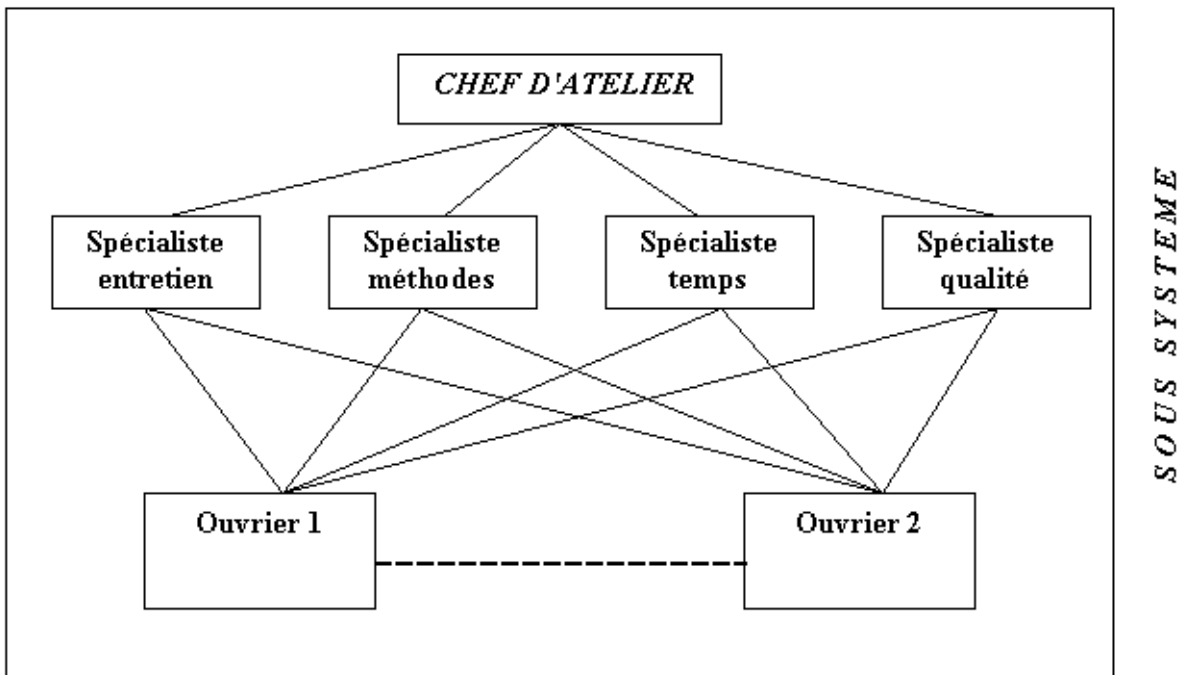 CHEF D'ATELIER
Spécialiste
entretien
Spécialiste
méthodes
Spécialiste
temps
Spécialiste
qualité
Ouvrier 1
Ouvrier 2
SOUS SYSTEME